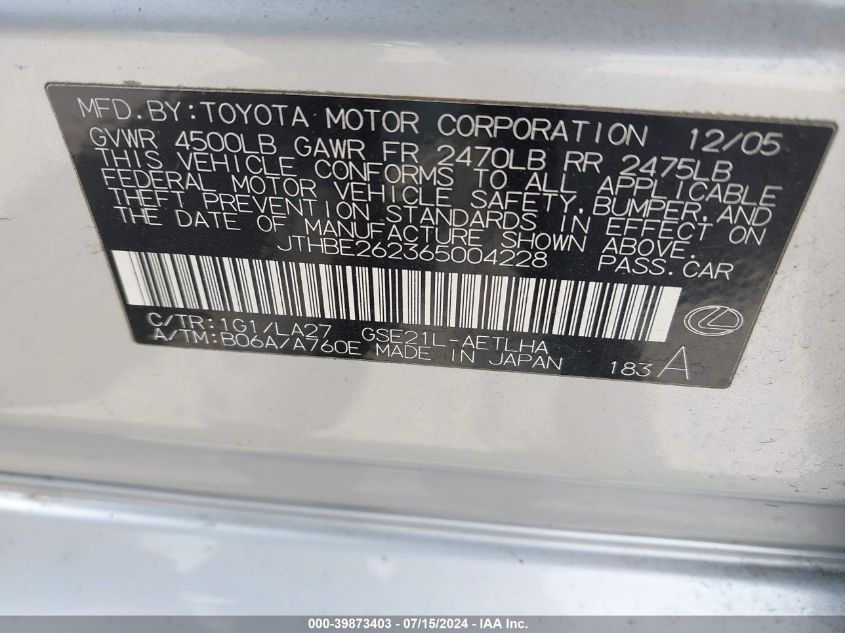 MFD.BY:TOYOTA MOTOR CORPORATION 12/05
GVWR 4500LB GAWR FR 2470LB RR 2475LB
THIS VEHICLE CONFORMS TO ALL APPLICABLE
FEDERAL MOTOR VEHICLE SAFETY,BUMPER,AND
THEFT PREVENTION STANDARDS IN EFFECT ON
THE DATE OF MANUFACTURE SHOWN ABOVE.
JTHBE262365004228 PASS.CAR
C/TR:1G1/LA27 GSE21L-AETLHA
A/TM:B06A/A760E MADE IN JAPAN 183 A
000-39873403 - 07/15/2024 - IAA Inc.